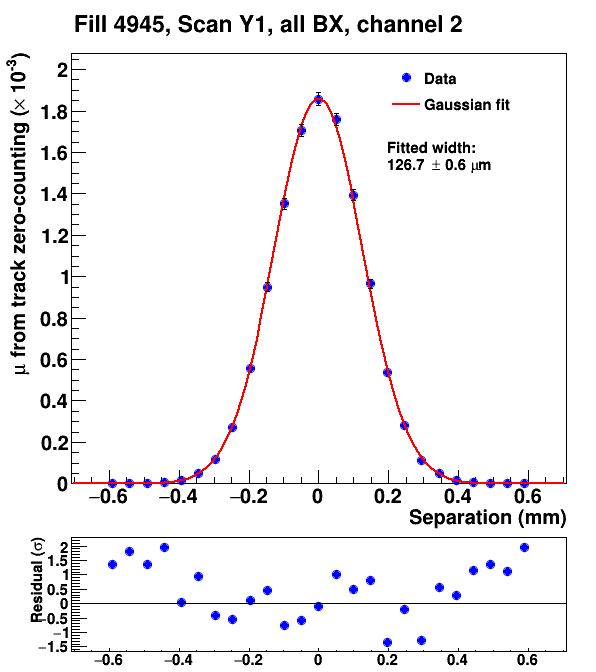 Fill 4945, Scan Y1, all BX, channel 2
μ from track zero-counting (× 10⁻³)
2
1.8
1.6
1.4
1.2
1
0.8
0.6
0.4
0.2
0
Data
Gaussian fit
Fitted width:
126.7 ± 0.6 μm
−0.6 −0.4 −0.2 0 0.2 0.4 0.6
Separation (mm)
Residual (σ)
2
1.5
1
0.5
0
−0.5
−1
−1.5
−0.6 −0.4 −0.2 0 0.2 0.4 0.6